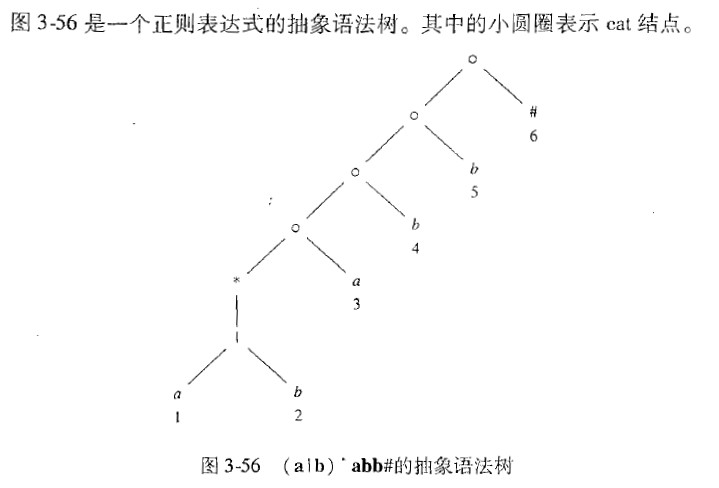 图 3-56 是一个正则表达式的抽象语法树。其中的小圆圈表示 cat 结点。
#
6
b
5
b
4
*
a
3
|
a
1
b
2
图 3-56 (a|b)*abb#的抽象语法树